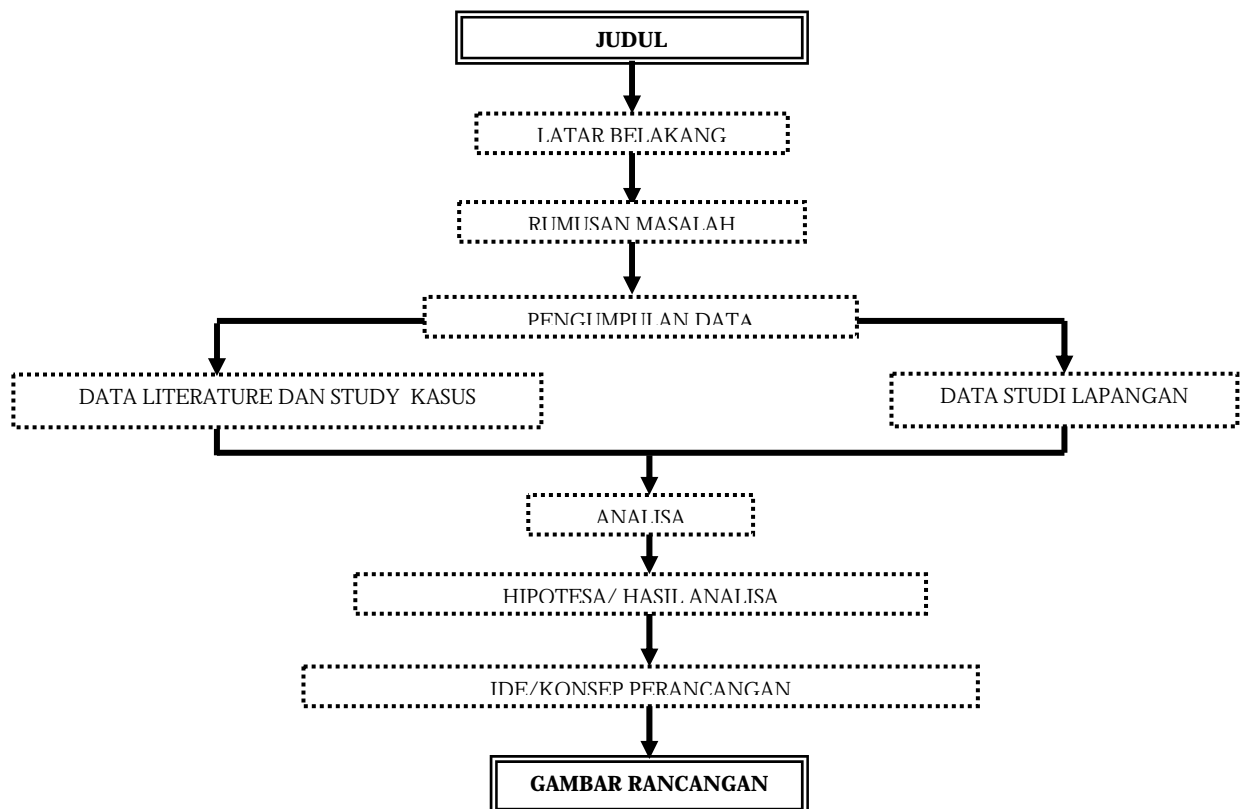 JUDUL
LATAR BELAKANG
RUMUSAN MASALAH
PENGUMPULAN DATA
DATA LITERATURE DAN STUDY KASUS
DATA STUDI LAPANGAN
ANALISA
HIPOTESA/ HASIL ANALISA
IDE/KONSEP PERANCANGAN
GAMBAR RANCANGAN